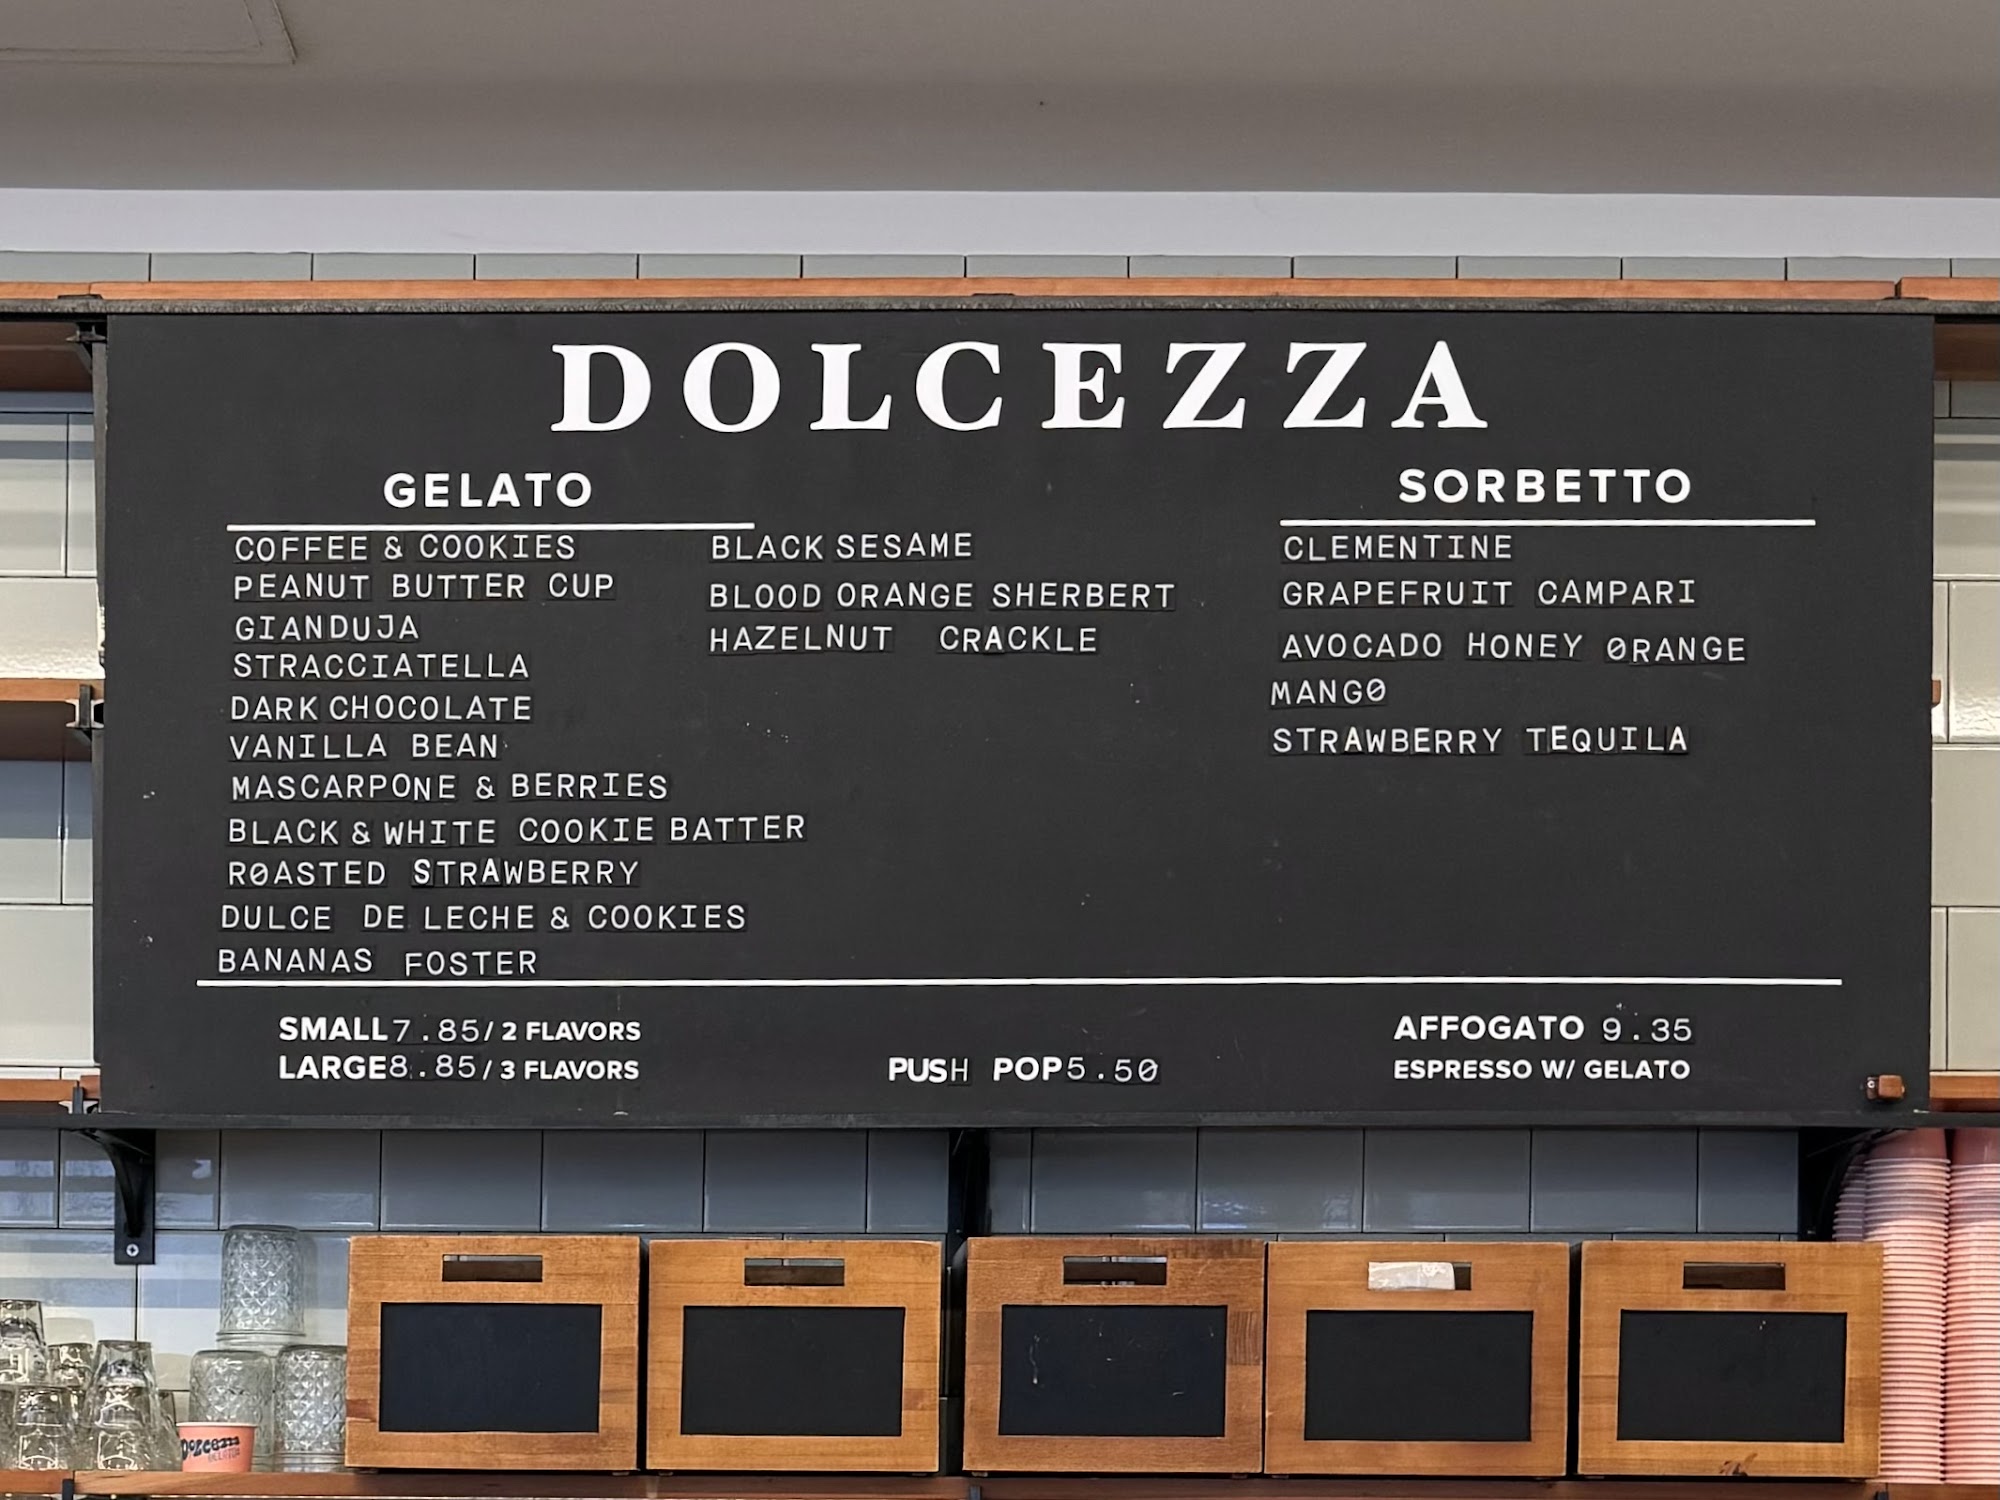 DOLCEZZA
GELATO
COFFEE & COOKIES
PEANUT BUTTER CUP
GIANDUJA
STRACCIATELLA
DARK CHOCOLATE
VANILLA BEAN
MASCARPONE & BERRIES
BLACK & WHITE COOKIE BATTER
ROASTED STRAWBERRY
DULCE DE LECHE & COOKIES
BANANAS FOSTER
BLACK SESAME
BLOOD ORANGE SHERBERT
HAZELNUT CRACKLE
SORBETTO
CLEMENTINE
GRAPEFRUIT CAMPARI
AVOCADO HONEY ORANGE
MANGO
STRAWBERRY TEQUILA
SMALL 7.85 / 2 FLAVORS
LARGE 8.85 / 3 FLAVORS
PUSH POP 5.50
AFFOGATO 9.35
ESPRESSO W/ GELATO
Dolcezza
GELATO